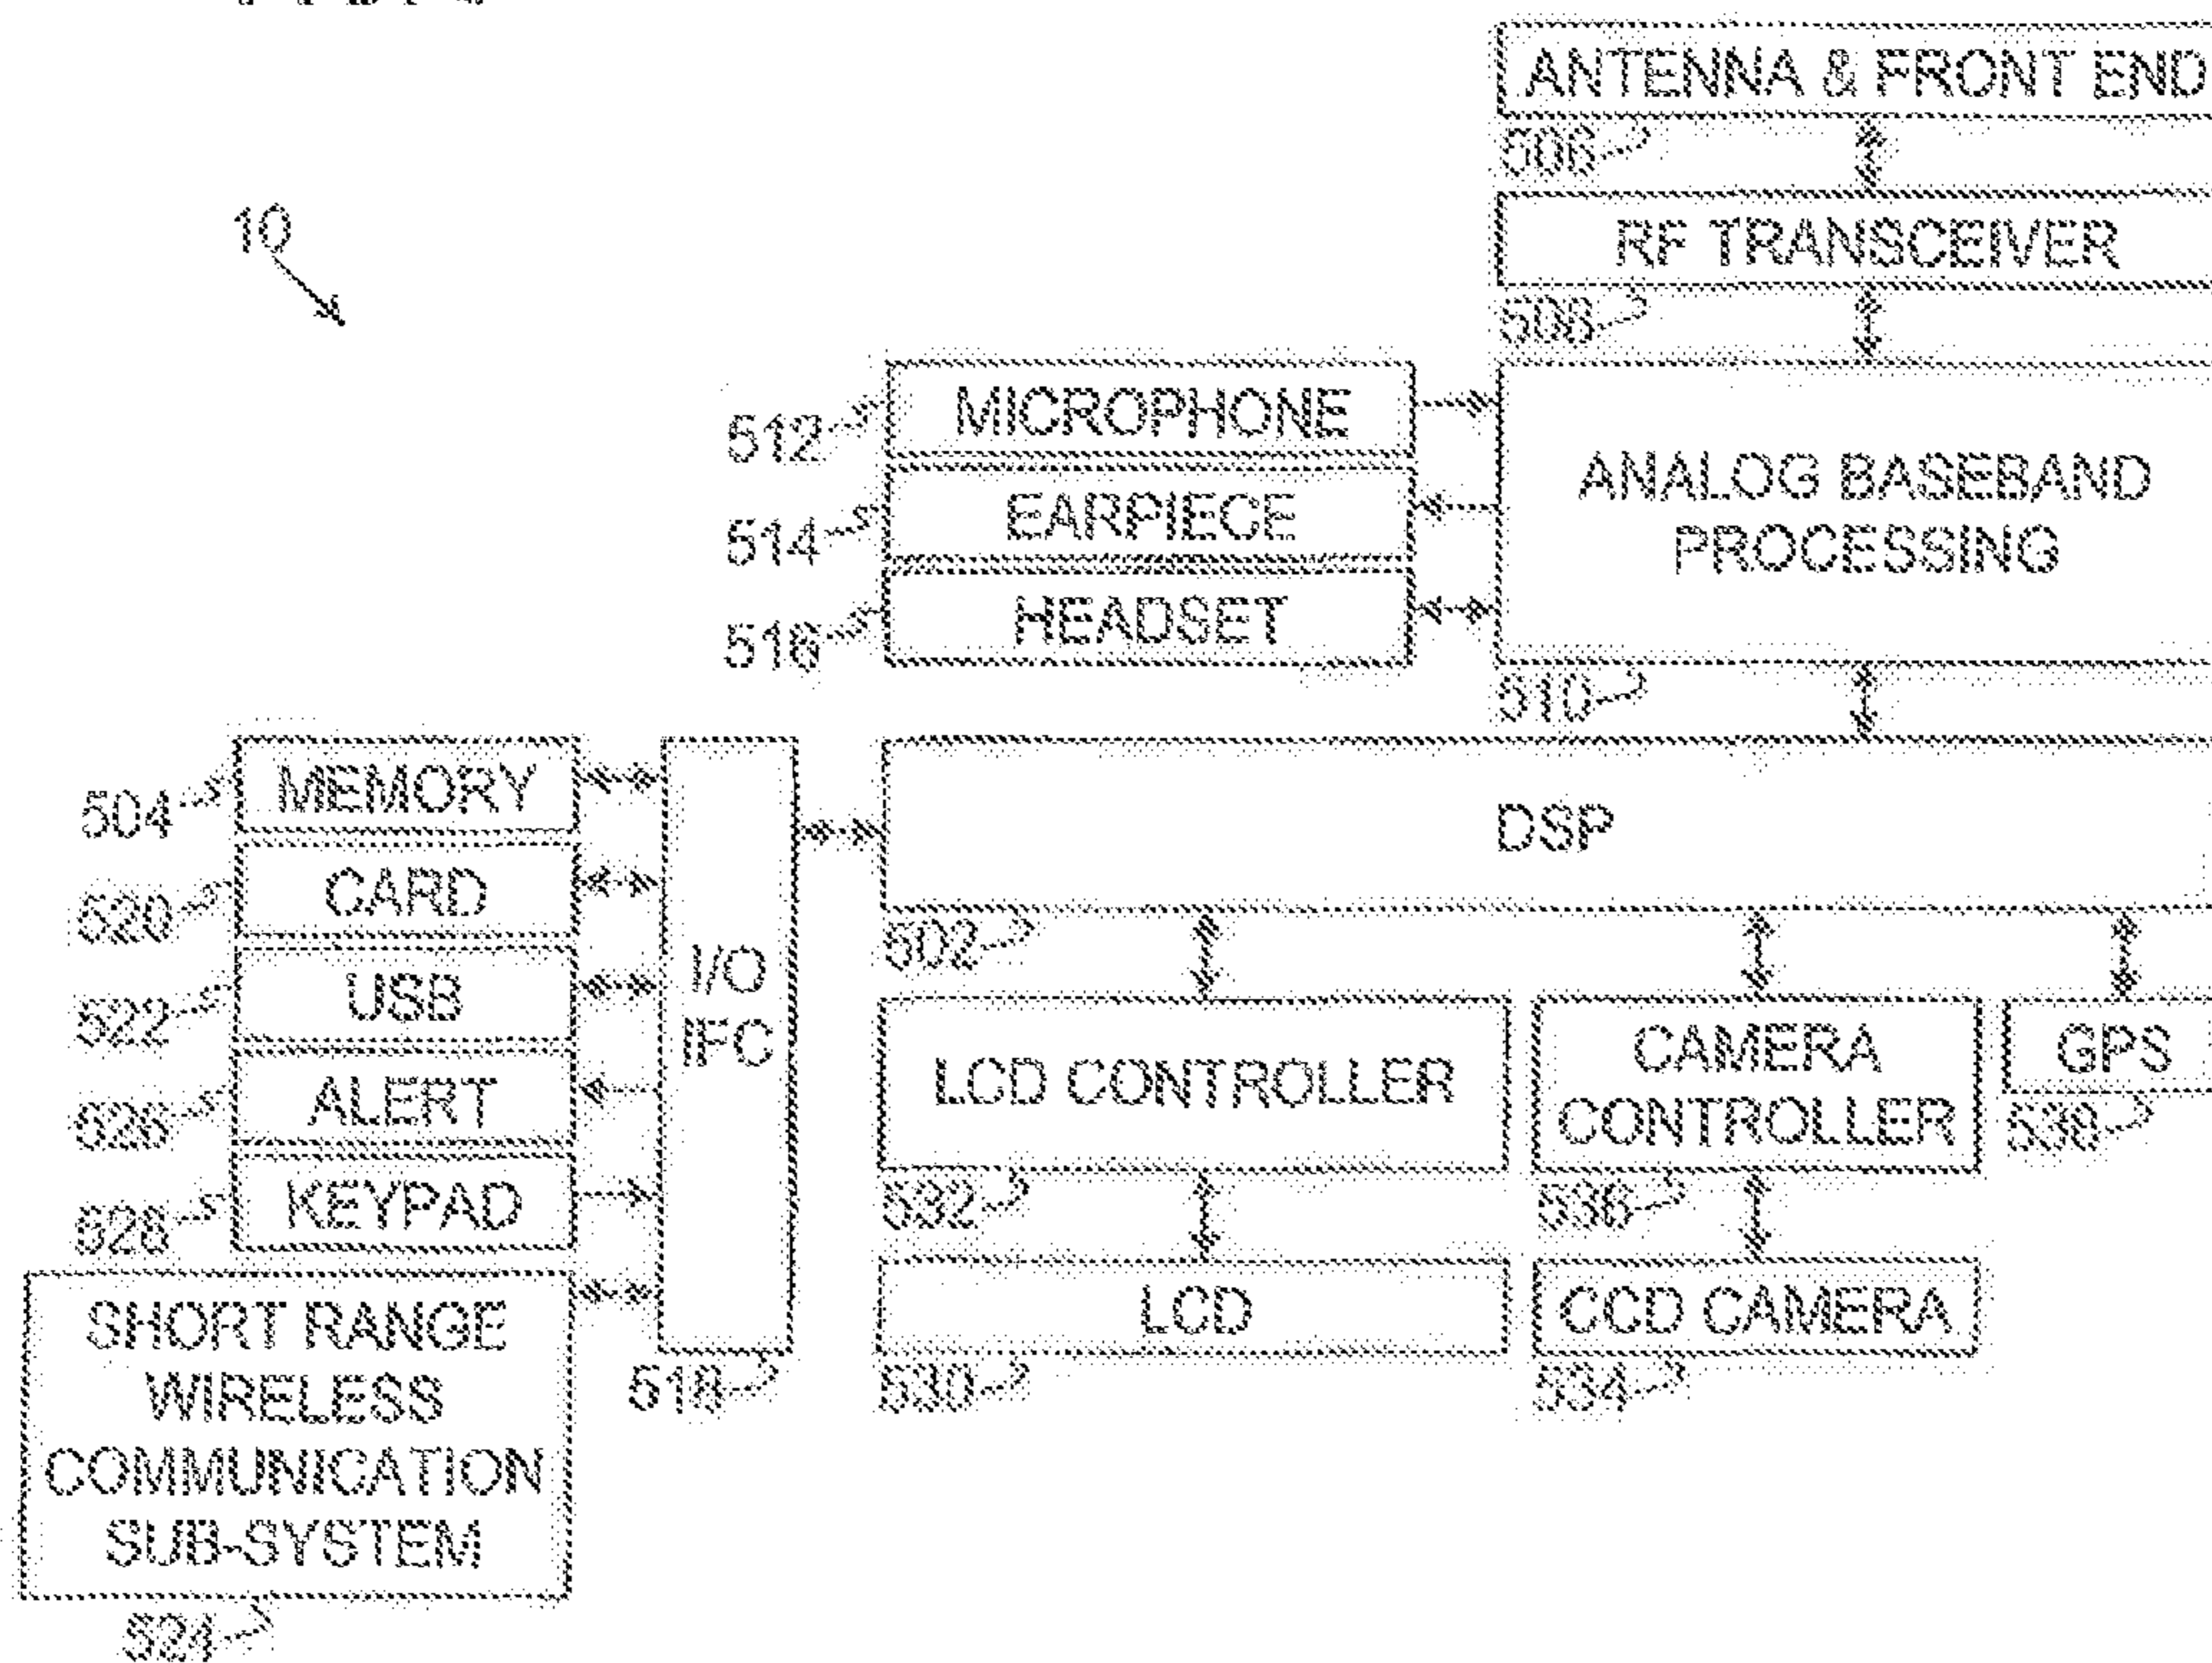 ANTENNA & FRONT END
506
RF TRANSCEIVER
508
10
MICROPHONE
512
EARPIECE
514
HEADSET
516
ANALOG BASEBAND
PROCESSING
510
MEMORY
504
CARD
520
USB
522
ALERT
526
KEYPAD
528
SHORT RANGE
WIRELESS
COMMUNICATION
SUB-SYSTEM
524
I/O
IFC
518
DSP
502
LCD CONTROLLER
532
LCD
530
CAMERA
CONTROLLER
536
CCD CAMERA
534
GPS
538